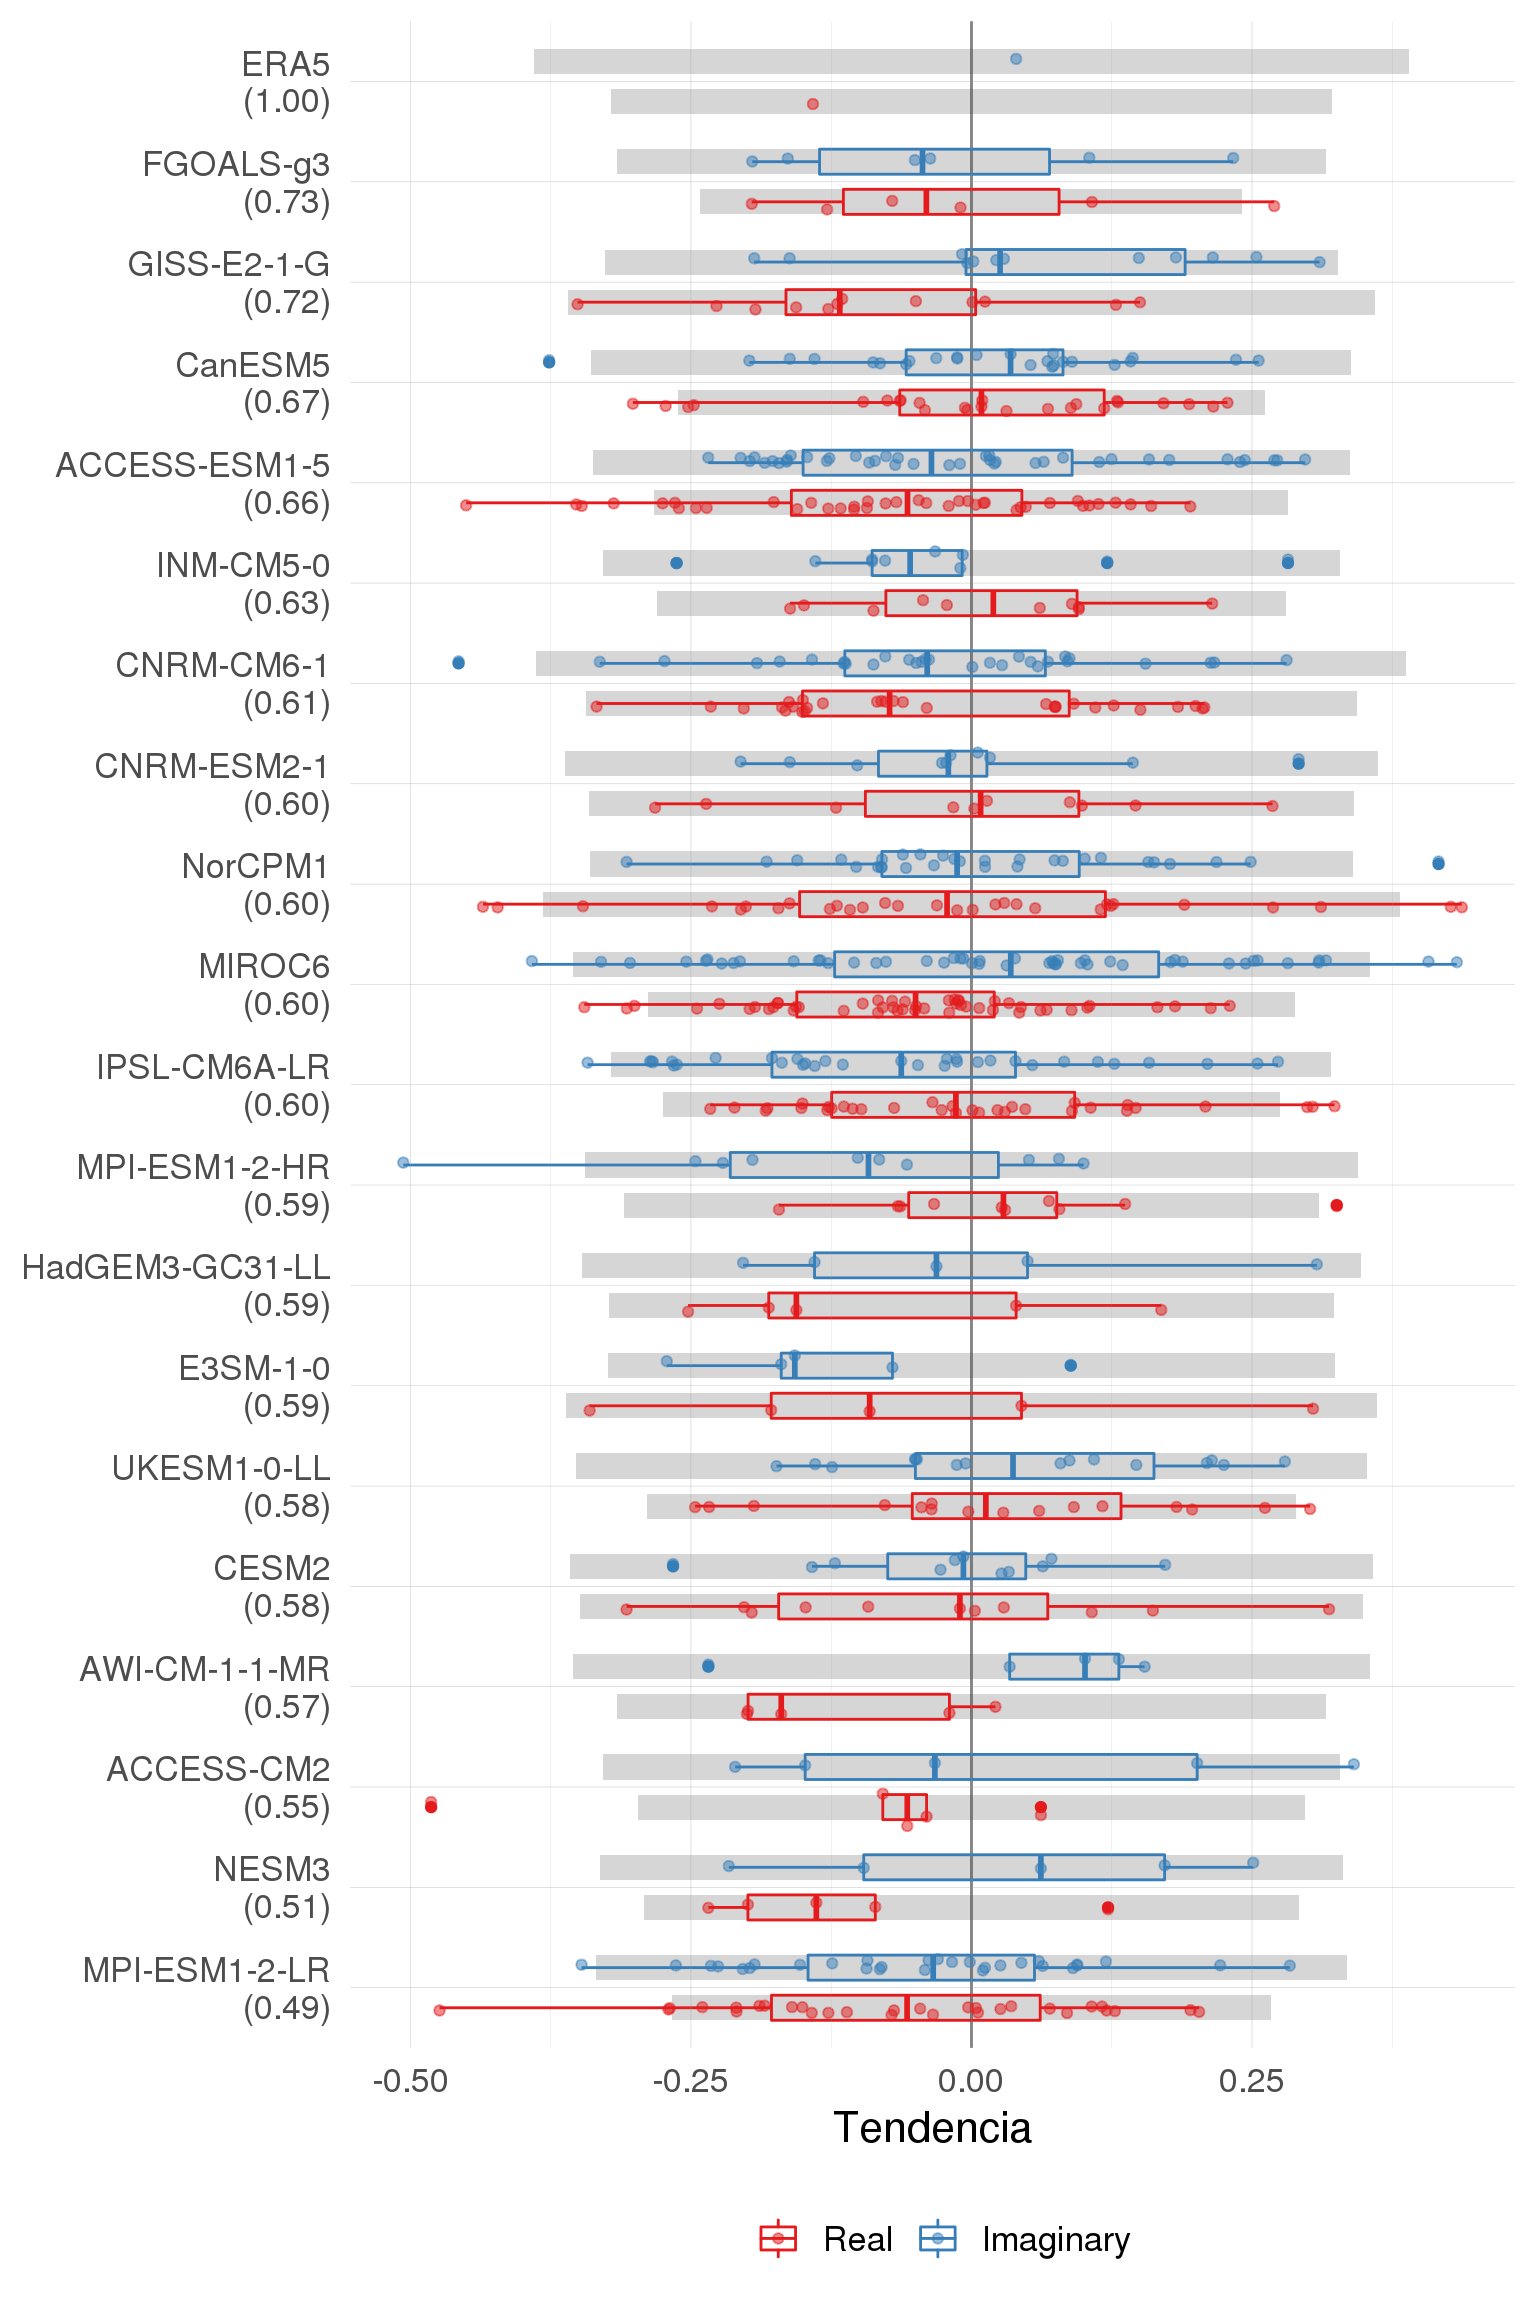 ERA5
(1.00)
FGOALS-g3
(0.73)
GISS-E2-1-G
(0.72)
CanESM5
(0.67)
ACCESS-ESM1-5
(0.66)
INM-CM5-0
(0.63)
CNRM-CM6-1
(0.61)
CNRM-ESM2-1
(0.60)
NorCPM1
(0.60)
MIROC6
(0.60)
IPSL-CM6A-LR
(0.60)
MPI-ESM1-2-HR
(0.59)
HadGEM3-GC31-LL
(0.59)
E3SM-1-0
(0.59)
UKESM1-0-LL
(0.58)
CESM2
(0.58)
AWI-CM-1-1-MR
(0.57)
ACCESS-CM2
(0.55)
NESM3
(0.51)
MPI-ESM1-2-LR
(0.49)
-0.50 -0.25 0.00 0.25
Tendencia
Real Imaginary